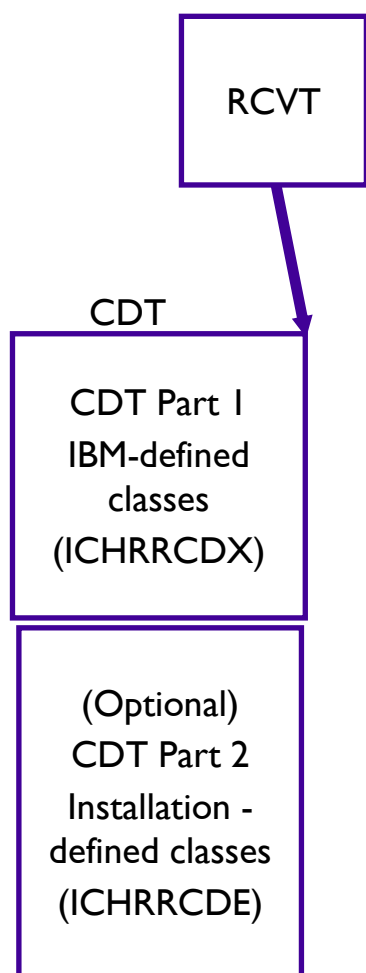 RCVT
CDT
CDT Part 1
IBM-defined
classes
(ICHRRCDX)
(Optional)
CDT Part 2
Installation -
defined classes
(ICHRRCDE)